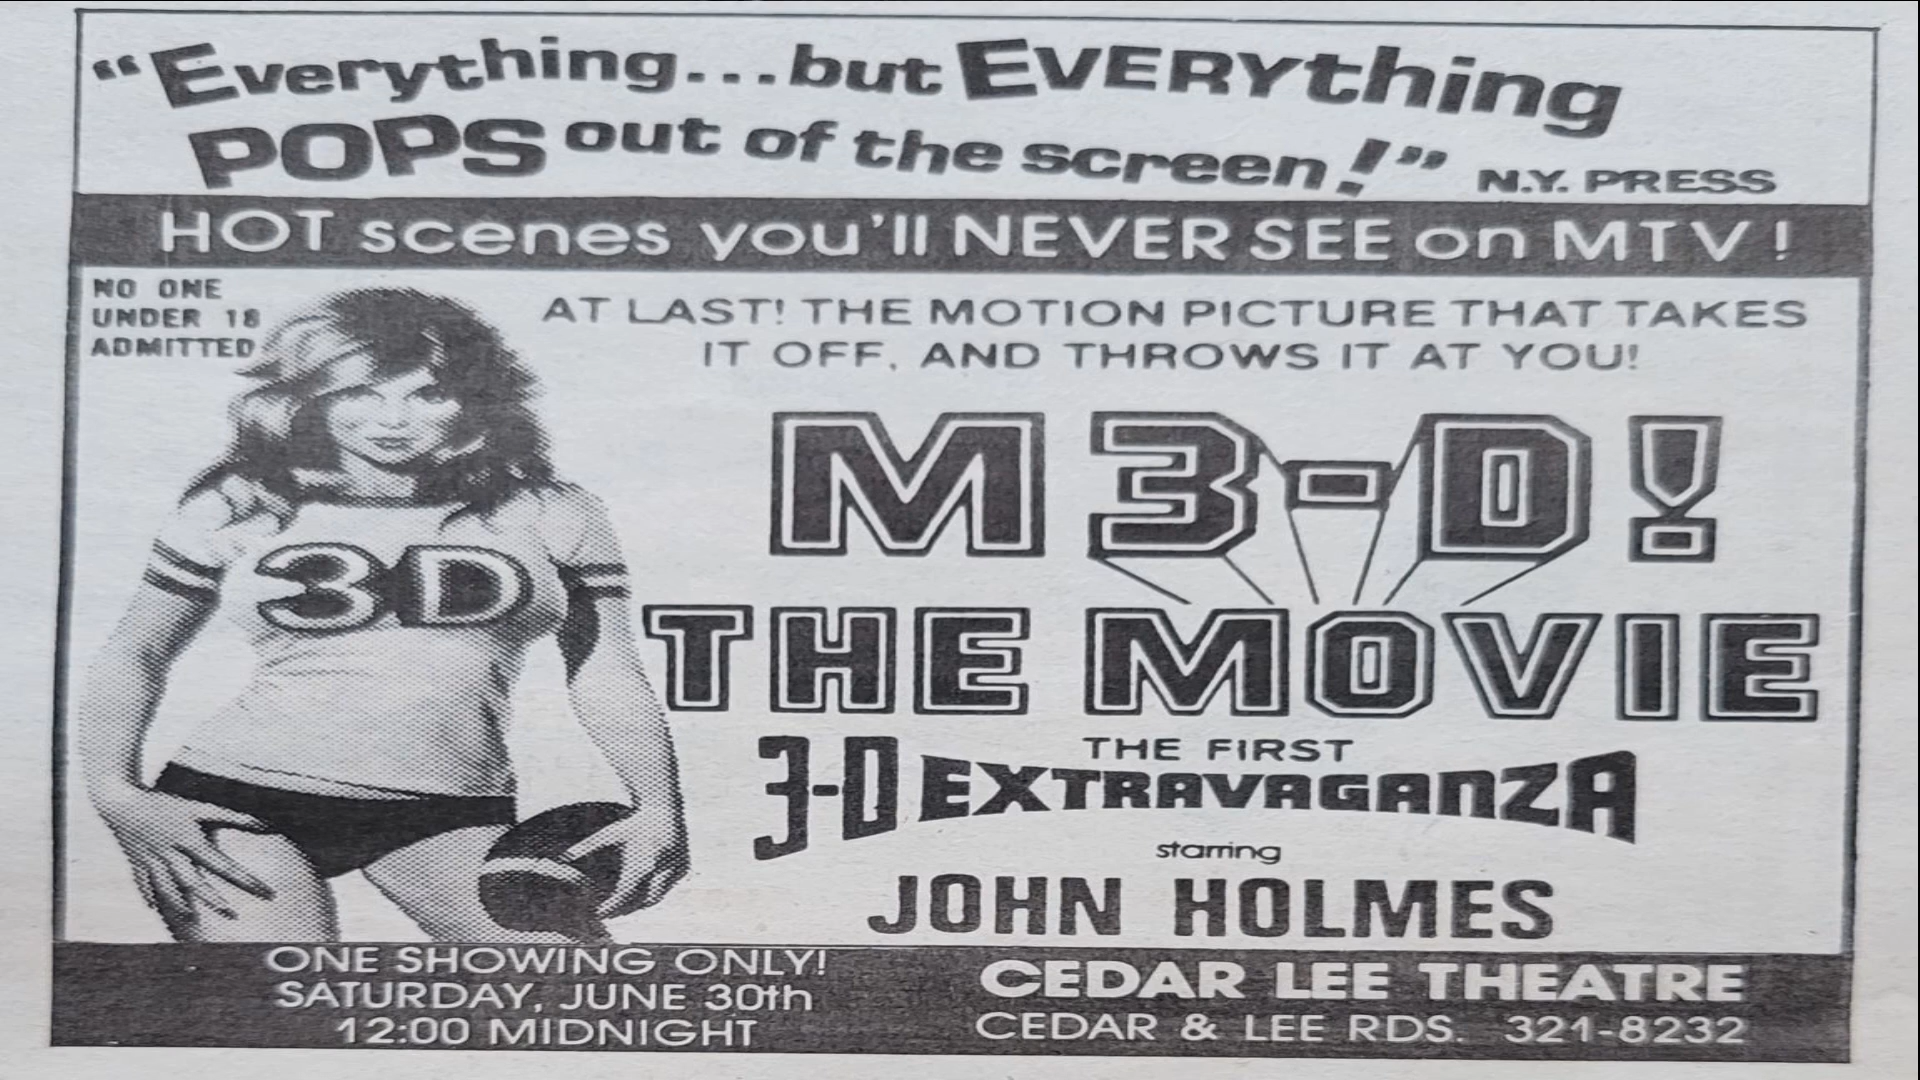 “Everything...but EVERYthing
POPS out of the screen!” N.Y. PRESS
HOT scenes you'll NEVER SEE on MTV!
NO ONE
UNDER 18
ADMITTED
AT LAST! THE MOTION PICTURE THAT TAKES
IT OFF, AND THROWS IT AT YOU!
3D
M 3-D!
THE MOVIE
THE FIRST
3-D EXTRAVAGANZA
starring
JOHN HOLMES
ONE SHOWING ONLY!
SATURDAY, JUNE 30th
12:00 MIDNIGHT
CEDAR LEE THEATRE
CEDAR & LEE RDS. 321-8232